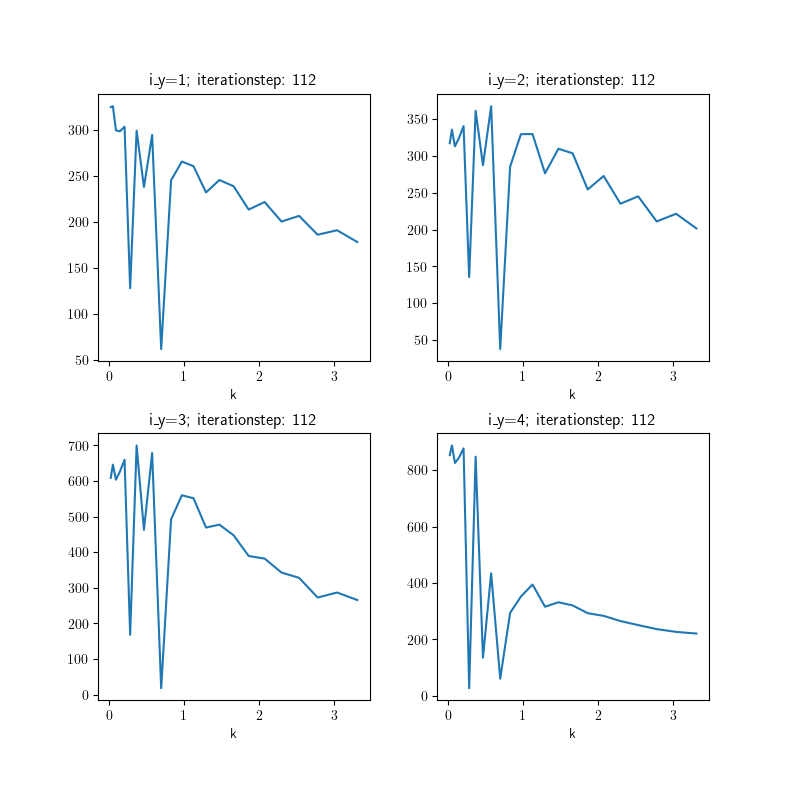 i_y=1; iterationstep: 112
300
250
200
150
100
50
0 1 2 3
k
i_y=2; iterationstep: 112
350
300
250
200
150
100
50
0 1 2 3
k
i_y=3; iterationstep: 112
700
600
500
400
300
200
100
0
0 1 2 3
k
i_y=4; iterationstep: 112
800
600
400
200
0
0 1 2 3
k